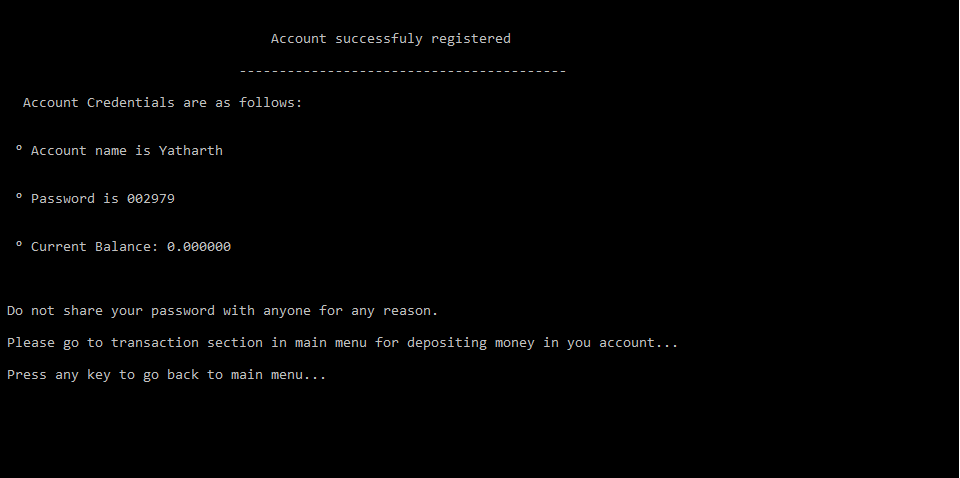 Account successfuly registered
-----------------------------------------
Account Credentials are as follows:
º Account name is Yatharth
º Password is 002979
º Current Balance: 0.000000
Do not share your password with anyone for any reason.
Please go to transaction section in main menu for depositing money in you account...
Press any key to go back to main menu...